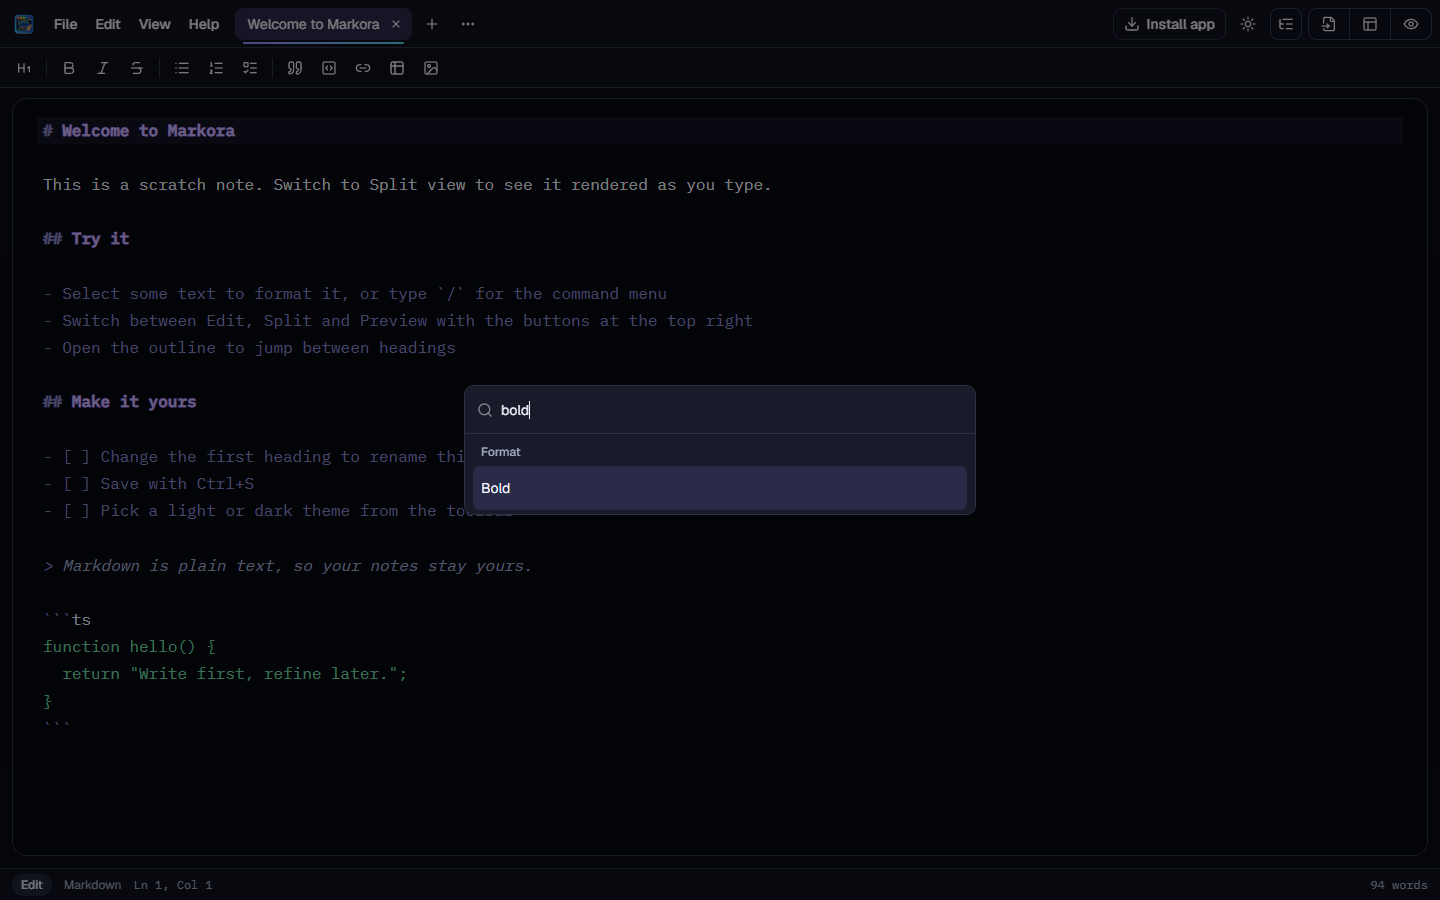 File Edit View Help Welcome to Markora Install app
H1 B I S
# Welcome to Markora
This is a scratch note. Switch to Split view to see it rendered as you type.
## Try it
- Select some text to format it, or type `/` for the command menu
- Switch between Edit, Split and Preview with the buttons at the top right
- Open the outline to jump between headings
## Make it yours
- [ ] Change the first heading to rename
- [ ] Save with Ctrl+S
- [ ] Pick a light or dark theme from the
bold
Format
Bold
> Markdown is plain text, so your notes stay yours.
```ts
function hello() {
  return "Write first, refine later.";
}
```
Edit Markdown Ln 1, Col 1 94 words